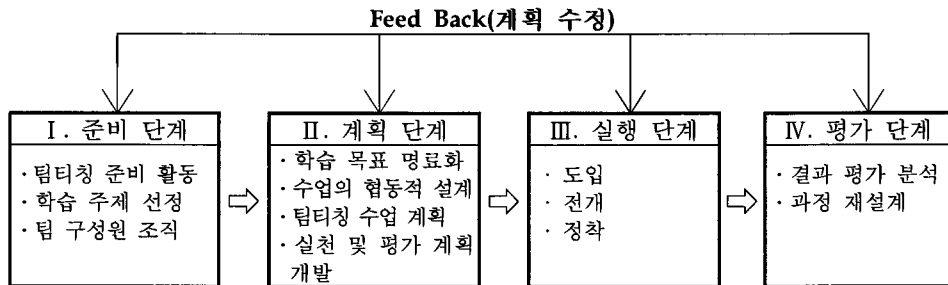 Feed Back(계획 수정)
Ⅰ. 준비 단계
· 팀티칭 준비 활동
· 학습 주제 선정
· 팀 구성원 조직
Ⅱ. 계획 단계
· 학습 목표 명료화
· 수업의 협동적 설계
· 팀티칭 수업 계획
· 실천 및 평가 계획
개발
Ⅲ. 실행 단계
· 도입
· 전개
· 정착
Ⅳ. 평가 단계
· 결과 평가 분석
· 과정 재설계